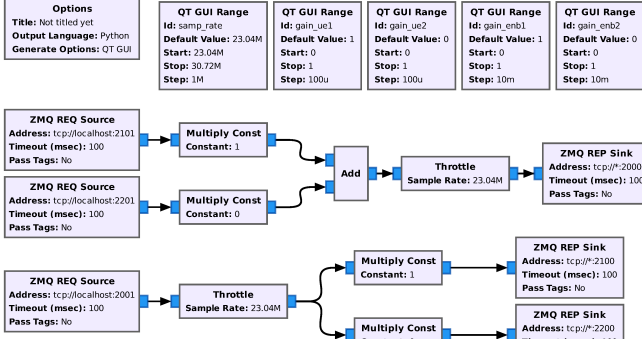 Options
Title: Not titled yet
Output Language: Python
Generate Options: QT GUI
QT GUI Range
Id: samp_rate
Default Value: 23.04M
Start: 23.04M
Stop: 30.72M
Step: 1M
QT GUI Range
Id: gain_ue1
Default Value: 1
Start: 0
Stop: 1
Step: 100u
QT GUI Range
Id: gain_ue2
Default Value: 0
Start: 0
Stop: 1
Step: 100u
QT GUI Range
Id: gain_enb1
Default Value: 1
Start: 0
Stop: 1
Step: 10m
QT GUI Range
Id: gain_enb2
Default Value: 0
Start: 0
Stop: 1
Step: 10m
ZMQ REQ Source
Address: tcp://localhost:2101
Timeout (msec): 100
Pass Tags: No
Multiply Const
Constant: 1
ZMQ REQ Source
Address: tcp://localhost:2201
Timeout (msec): 100
Pass Tags: No
Multiply Const
Constant: 0
Add
Throttle
Sample Rate: 23.04M
ZMQ REP Sink
Address: tcp://*:2000
Timeout (msec): 100
Pass Tags: No
ZMQ REQ Source
Address: tcp://localhost:2001
Timeout (msec): 100
Pass Tags: No
Throttle
Sample Rate: 23.04M
Multiply Const
Constant: 1
ZMQ REP Sink
Address: tcp://*:2100
Timeout (msec): 100
Pass Tags: No
Multiply Const
ZMQ REP Sink
Address: tcp://*:2200